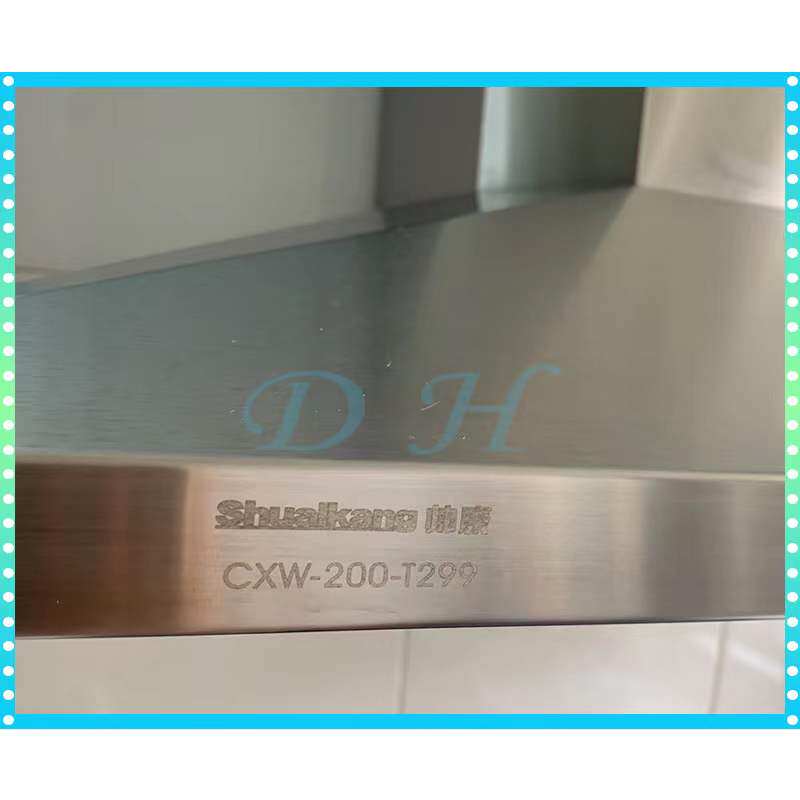 D H
Shuaikang 帅康
CXW-200-T299